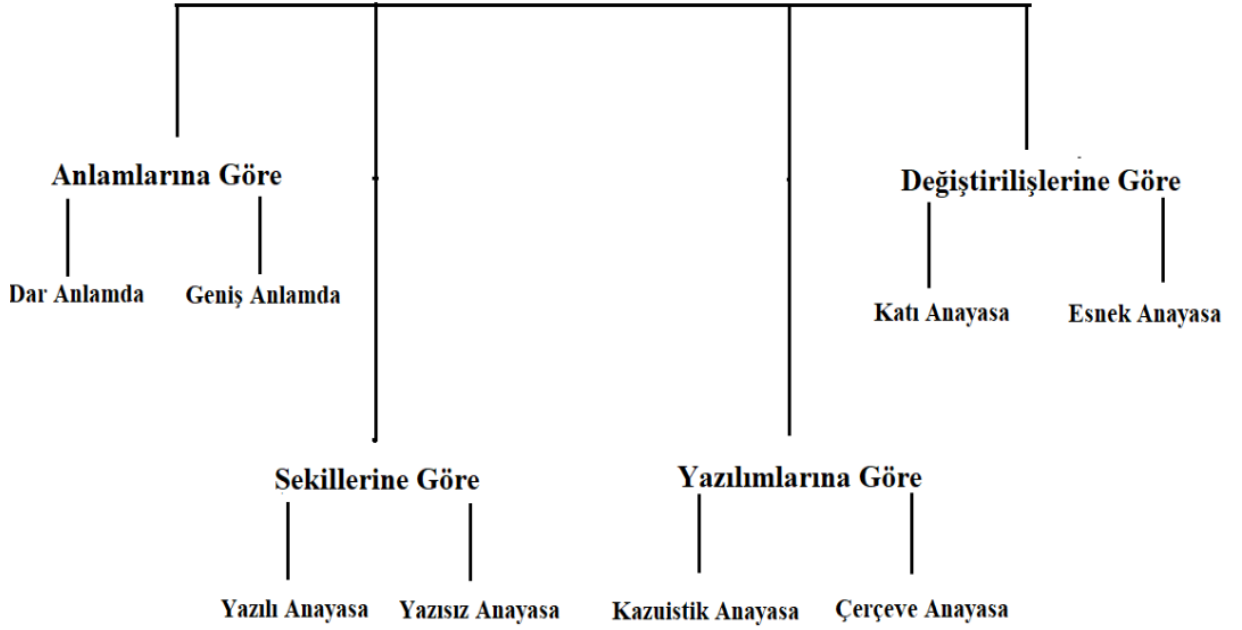 Anlamlarına Göre
Değiştirilişlerine Göre
Dar Anlamda
Geniş Anlamda
Katı Anayasa
Esnek Anayasa
Sekillerine Göre
Yazılımlarına Göre
Yazılı Anayasa
Yazısız Anayasa
Kazuistik Anayasa
Çerçeve Anayasa